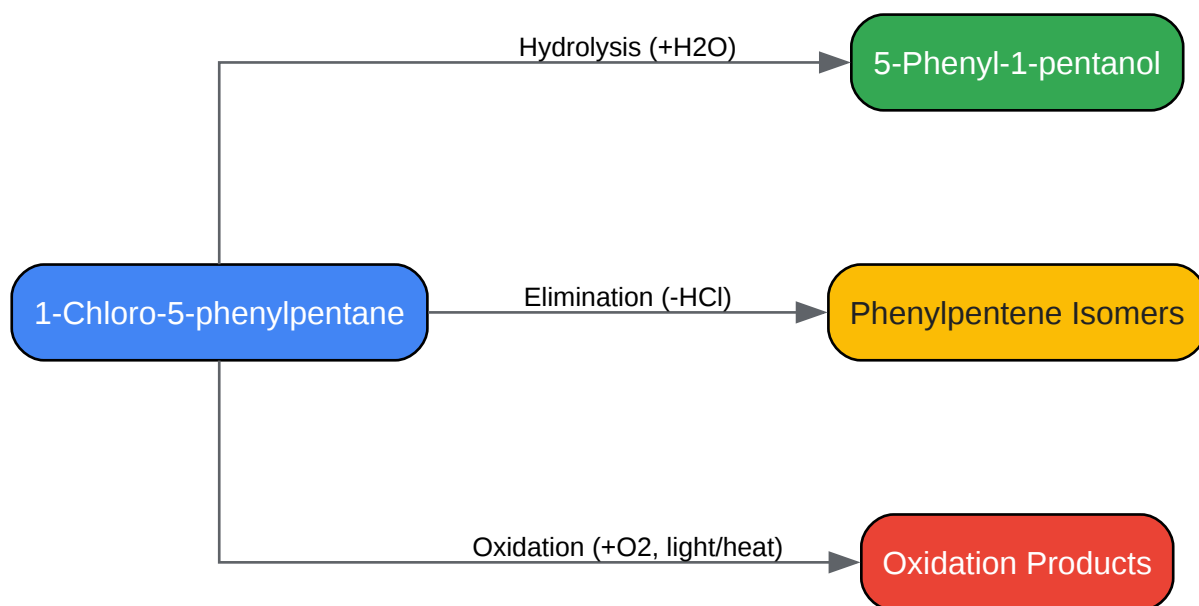 Hydrolysis (+H2O)
5-Phenyl-1-pentanol
1-Chloro-5-phenylpentane
Elimination (-HCl)
Phenylpentene Isomers
Oxidation (+O2, light/heat)
Oxidation Products